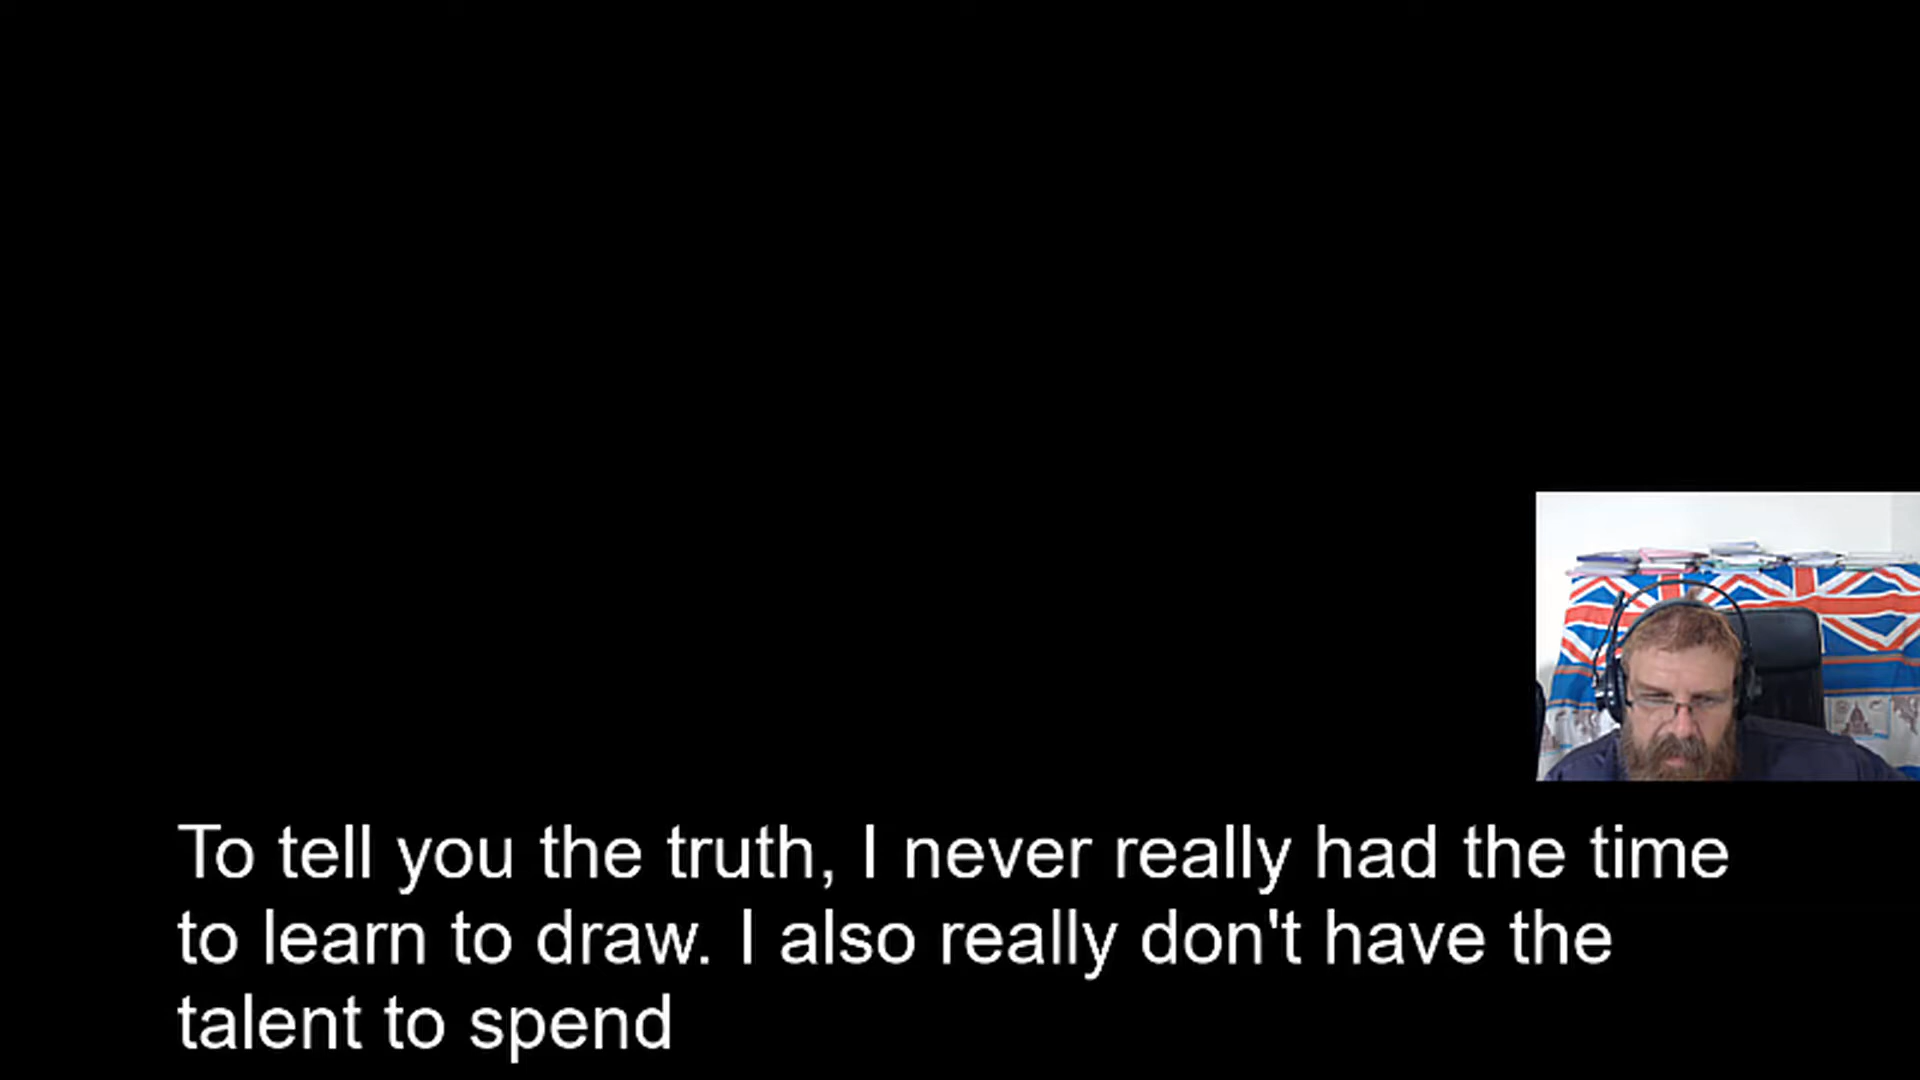 To tell you the truth, I never really had the time
to learn to draw. I also really don't have the
talent to spend